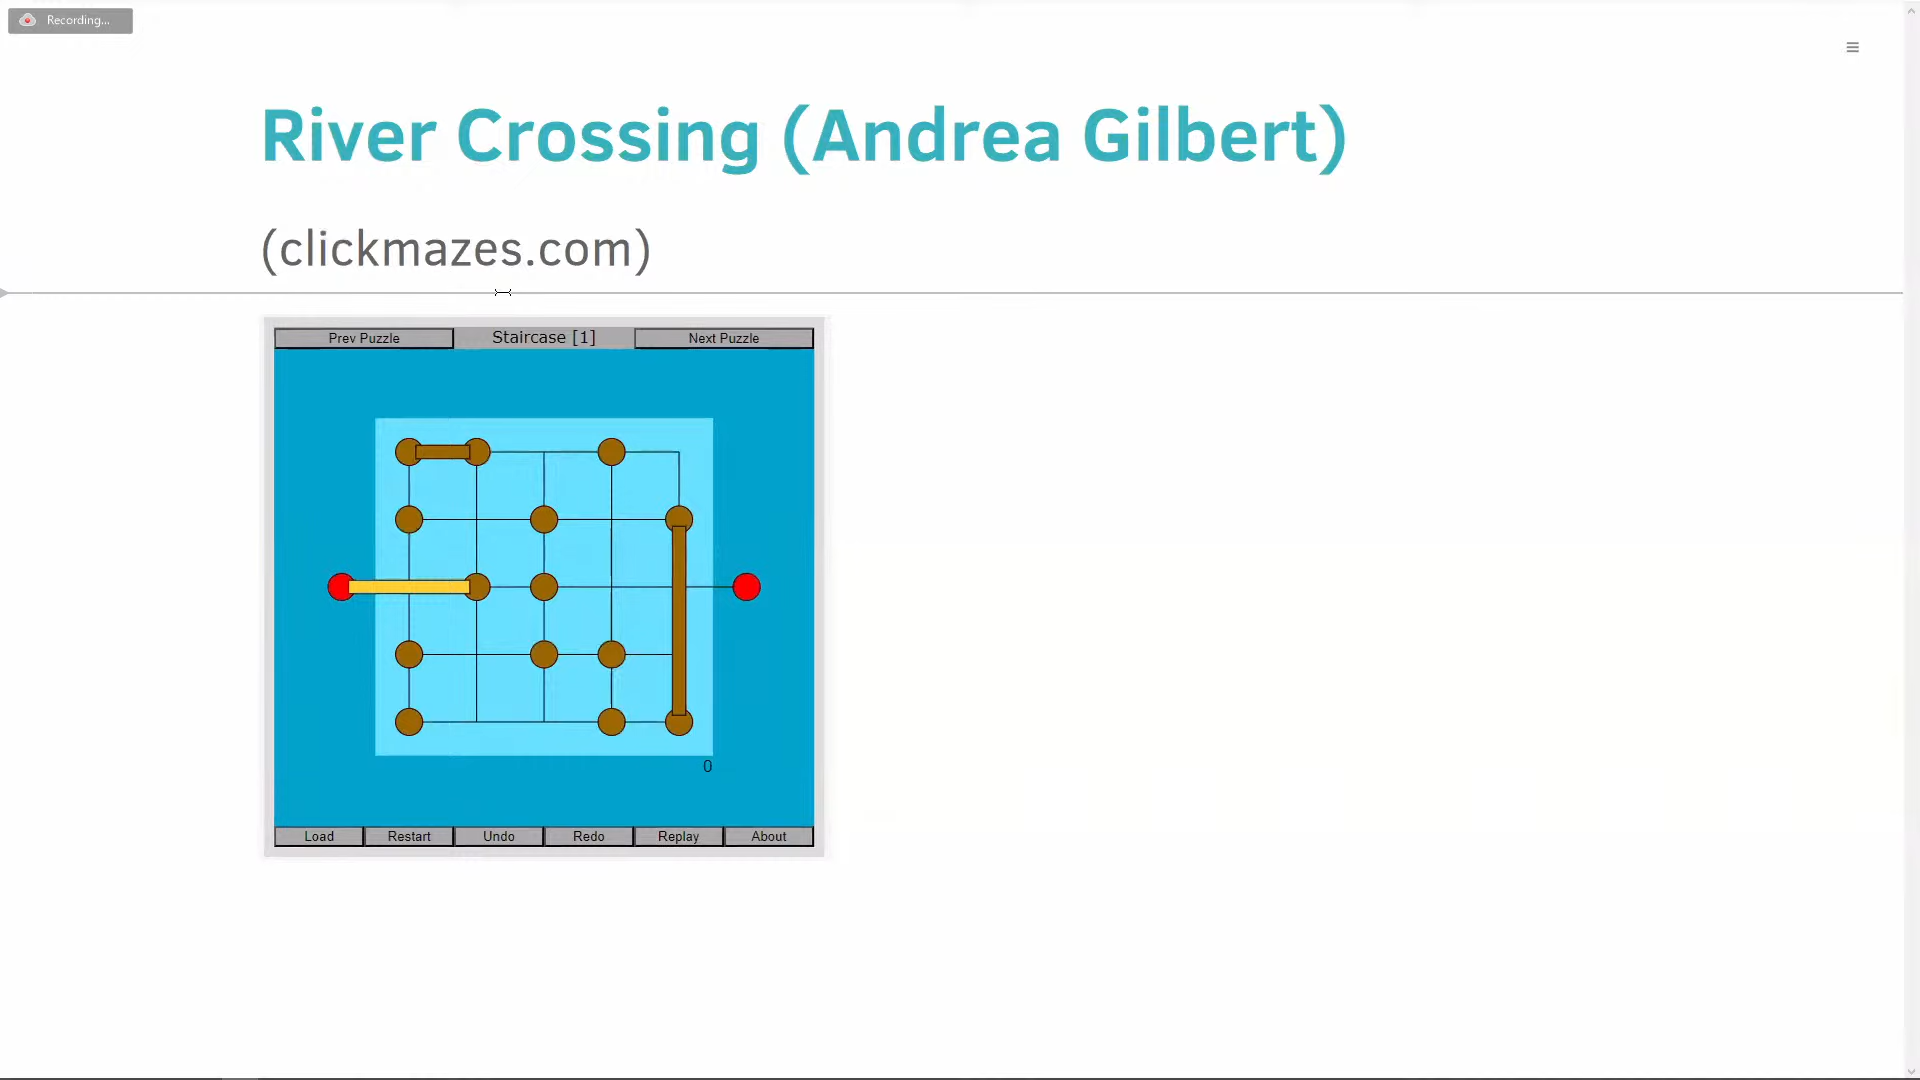 Recording...
River Crossing (Andrea Gilbert)
(clickmazes.com)
Prev Puzzle Staircase [1] Next Puzzle
0
Load Restart Undo Redo Replay About